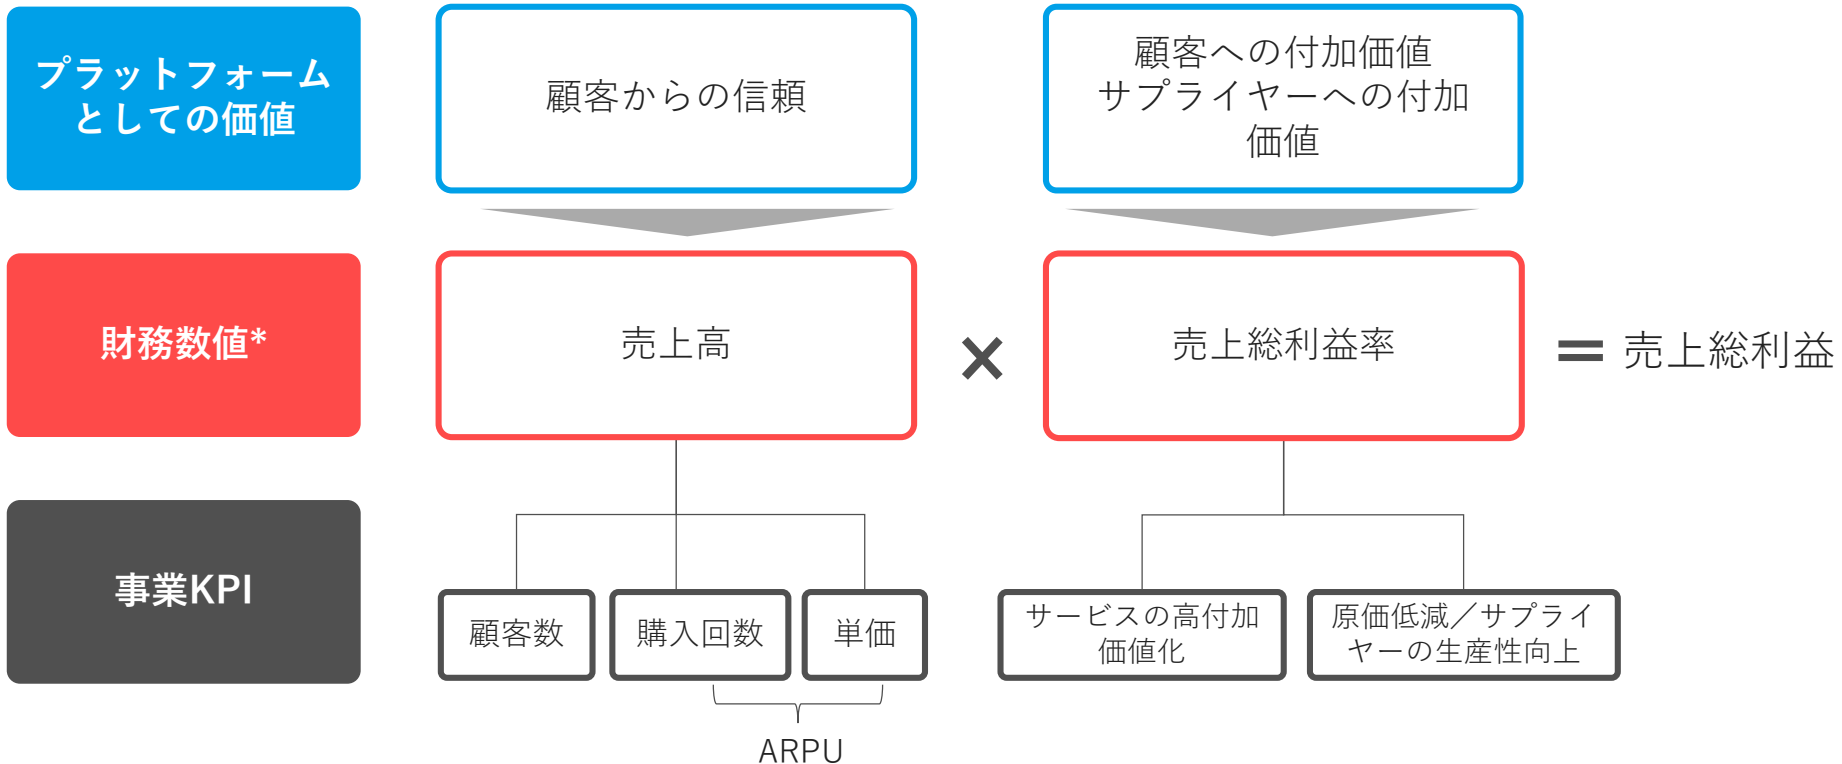 プラットフォーム
としての価値
顧客からの信頼
顧客への付加価値
サプライヤーへの付加
価値
財務数値*
売上高
×
売上総利益率
＝ 売上総利益
事業KPI
顧客数
購入回数
単価
サービスの高付加
価値化
原価低減／サプライ
ヤーの生産性向上
ARPU